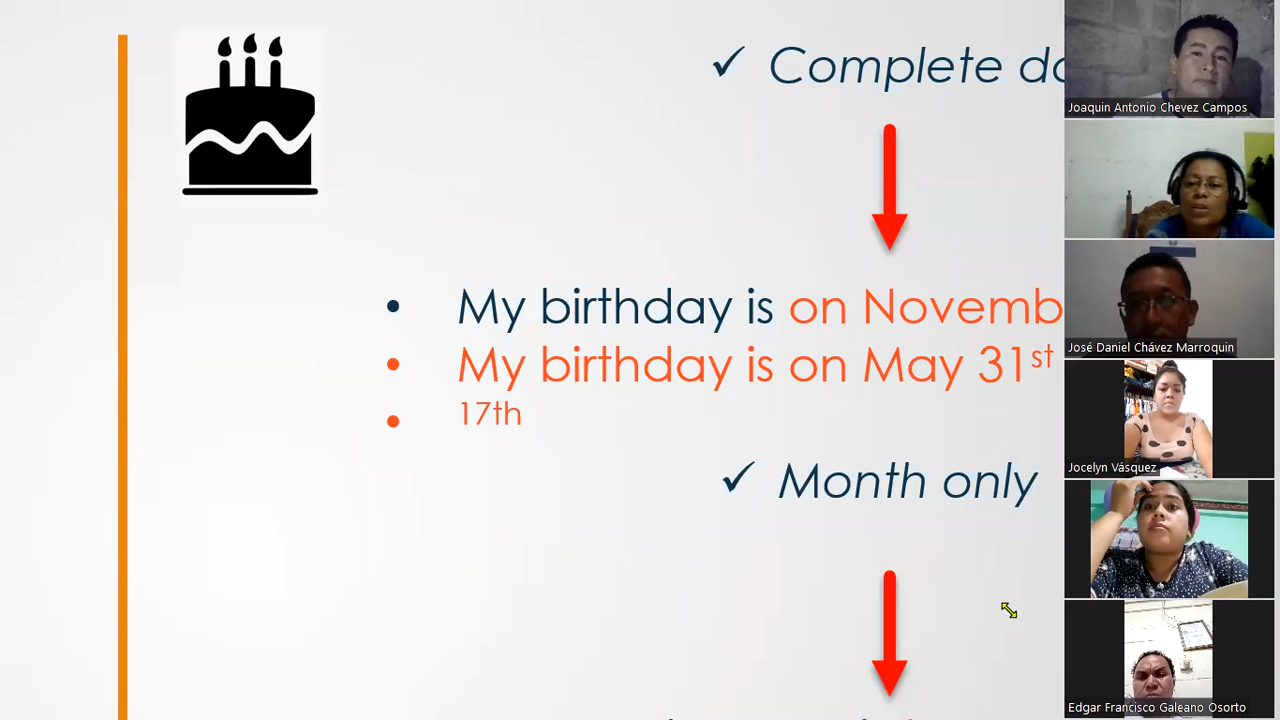 Complete
My birthday is on Novemb
My birthday is on May 31st
17th
Month only
Joaquin Antonio Chevez Campos
José Daniel Chávez Marroquin
Jocelyn Vásquez
Edgar Francisco Galeano Osorto